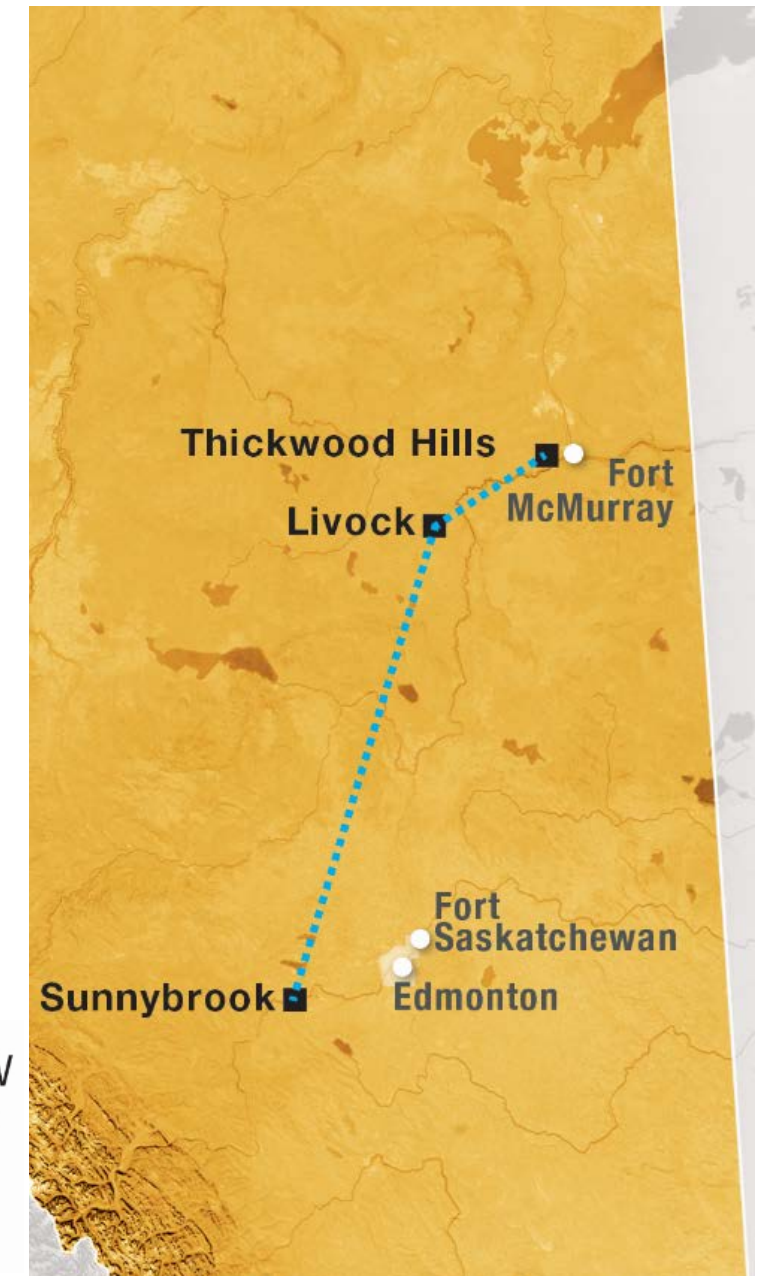 Thickwood Hills
Fort
McMurray
Livock
Fort
Saskatchewan
Edmonton
Sunnybrook